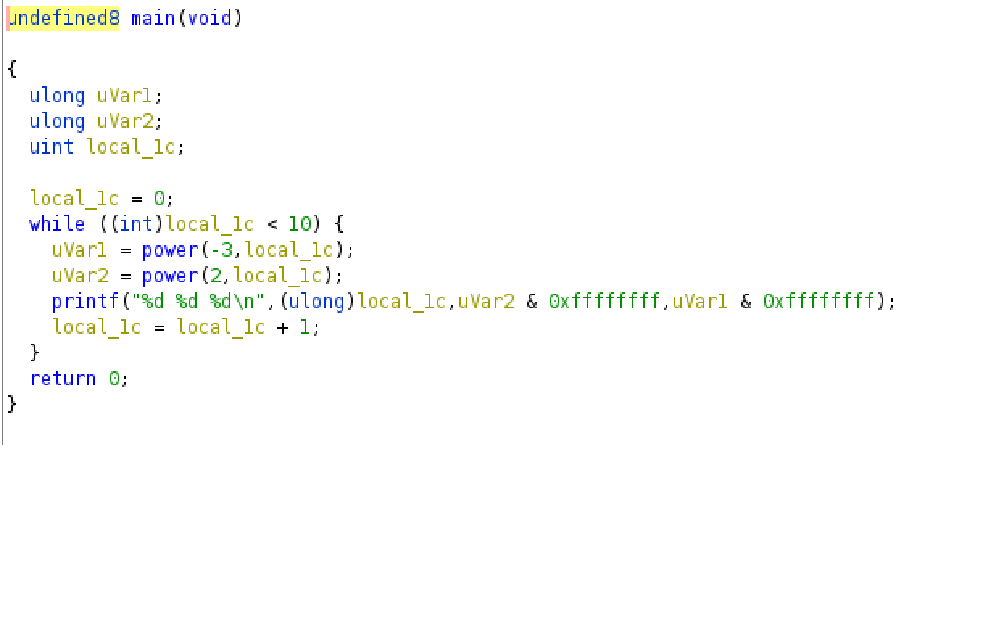 undefined8 main(void)
{
ulong uVar1;
ulong uVar2;
uint local_1c;
local_1c = 0;
while ((int)local_1c < 10) {
uVar1 = power(-3,local_1c);
uVar2 = power(2,local_1c);
printf("%d %d %d\n",(ulong)local_1c,uVar2 & 0xffffffff,uVar1 & 0xffffffff);
local_1c = local_1c + 1;
}
return 0;
}